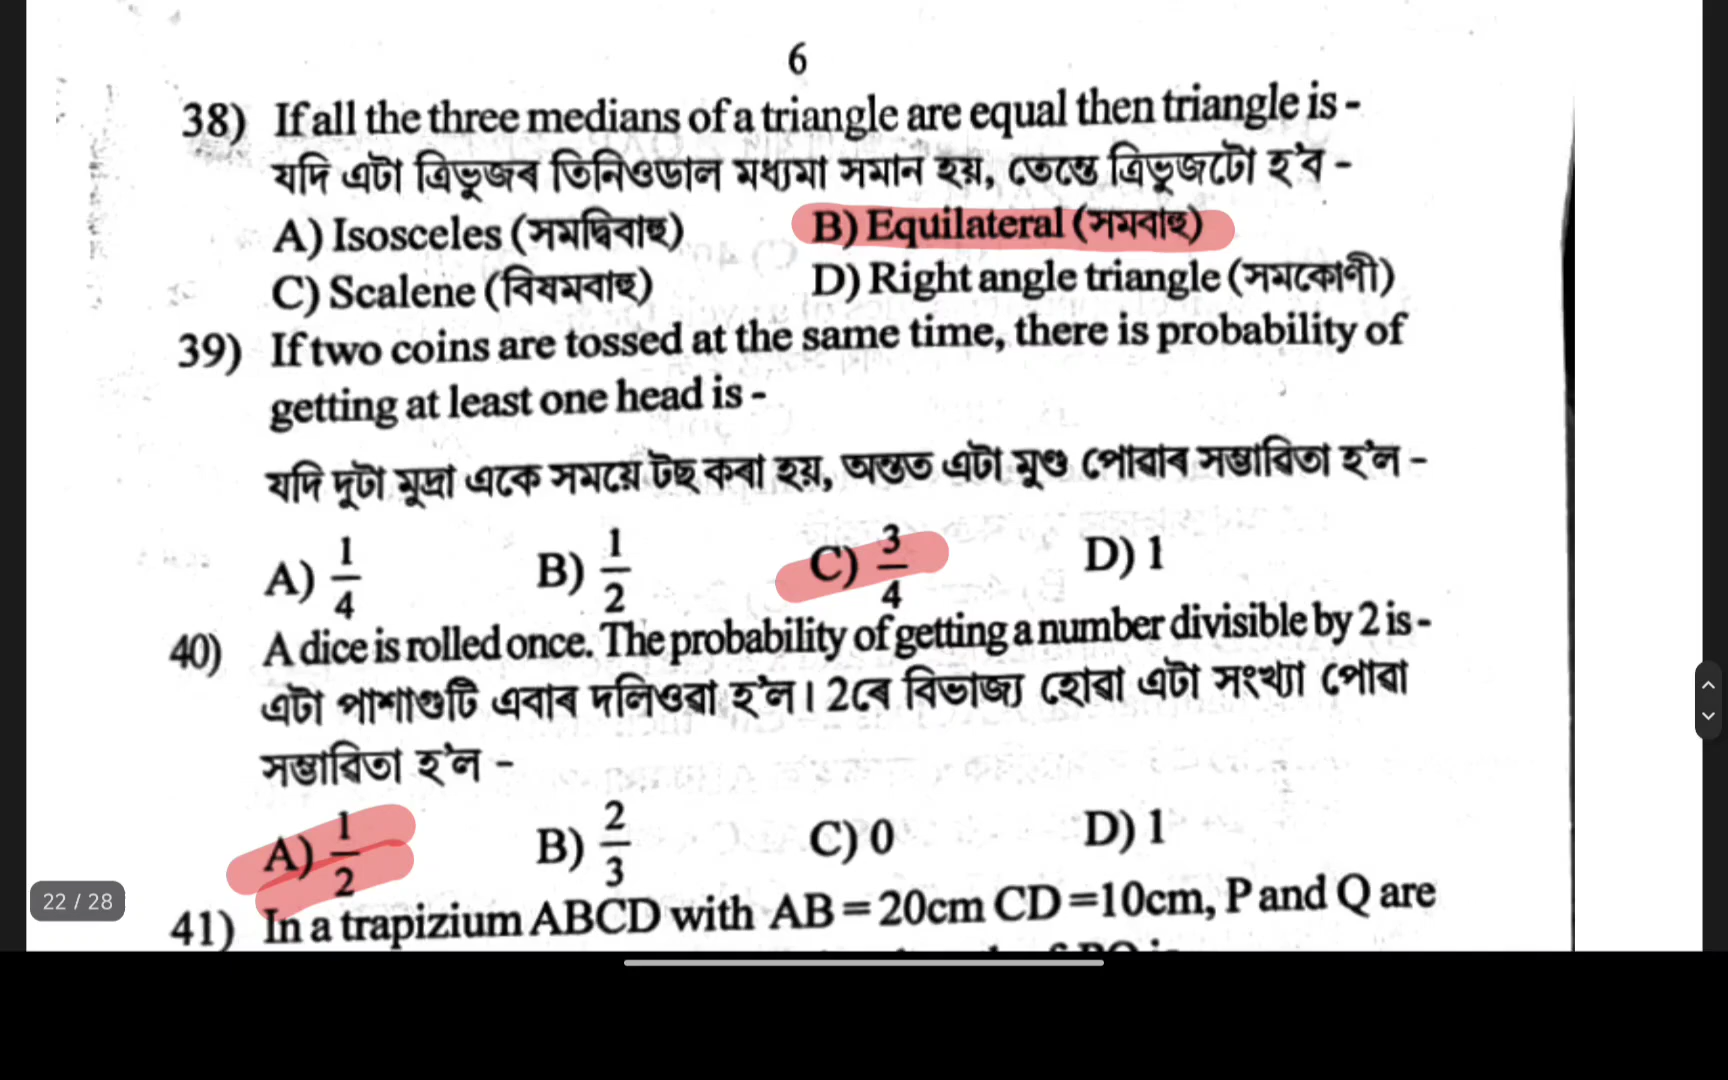 6
38) If all the three medians of a triangle are equal then triangle is -
যদি এটা ত্ৰিভুজৰ তিনিওডাল মধ্যমা সমান হয়, তেন্তে ত্ৰিভুজটো হ'ব -
A) Isosceles (সমদ্বিবাহু) B) Equilateral (সমবাহু)
C) Scalene (বিষমবাহু) D) Right angle triangle (সমকোণী)
39) If two coins are tossed at the same time, there is probability of
getting at least one head is -
যদি দুটা মুদ্ৰা একে সময়ে টছ কৰা হয়, অন্তত এটা মুণ্ড পোৱাৰ সম্ভাৱিতা হ'ল -
A) 1/4 B) 1/2 C) 3/4 D) 1
40) A dice is rolled once. The probability of getting a number divisible by 2 is -
এটা পাশাগুটি এবাৰ দলিওৱা হ'ল। 2ৰে বিভাজ্য হোৱা এটা সংখ্যা পোৱা
সম্ভাৱিতা হ'ল -
A) 1/2 B) 2/3 C) 0 D) 1
22 / 28
41) In a trapizium ABCD with AB = 20cm CD =10cm, P and Q are